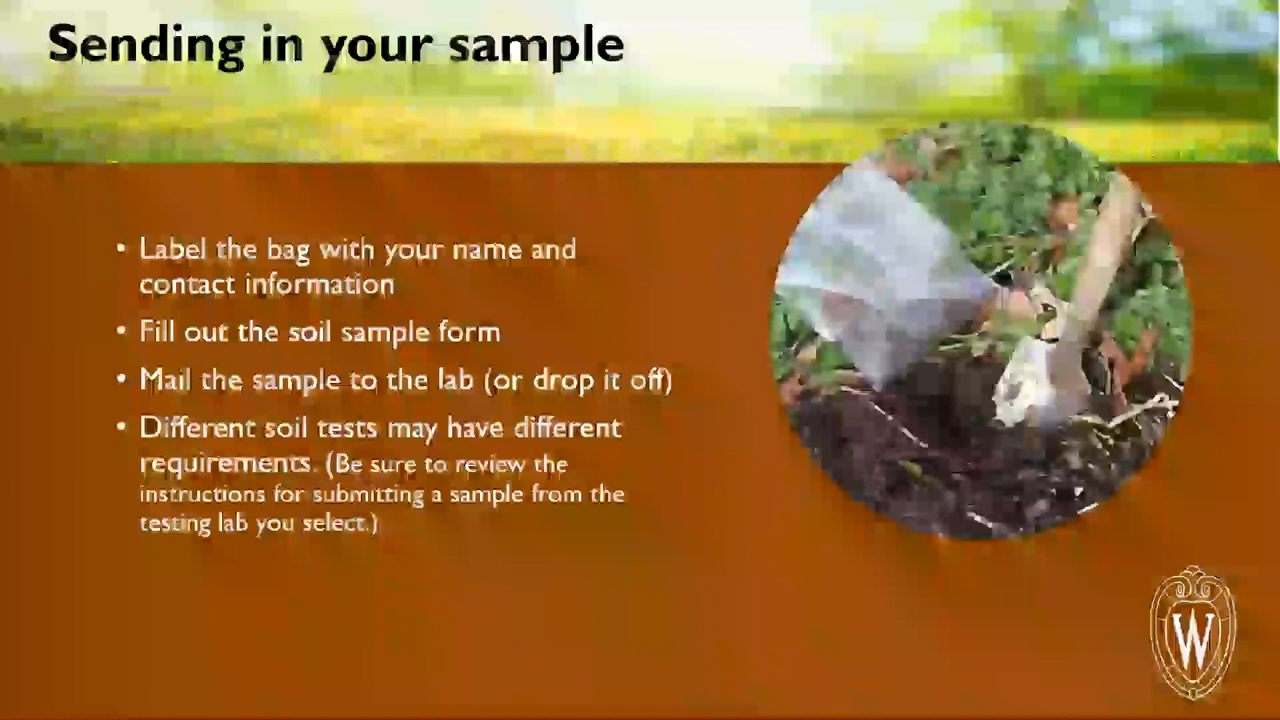 Sending in your sample
• Label the bag with your name and
contact information
• Fill out the soil sample form
• Mail the sample to the lab (or drop it off)
• Different soil tests may have different
requirements. (Be sure to review the
instructions for submitting a sample from the
testing lab you select.)
W